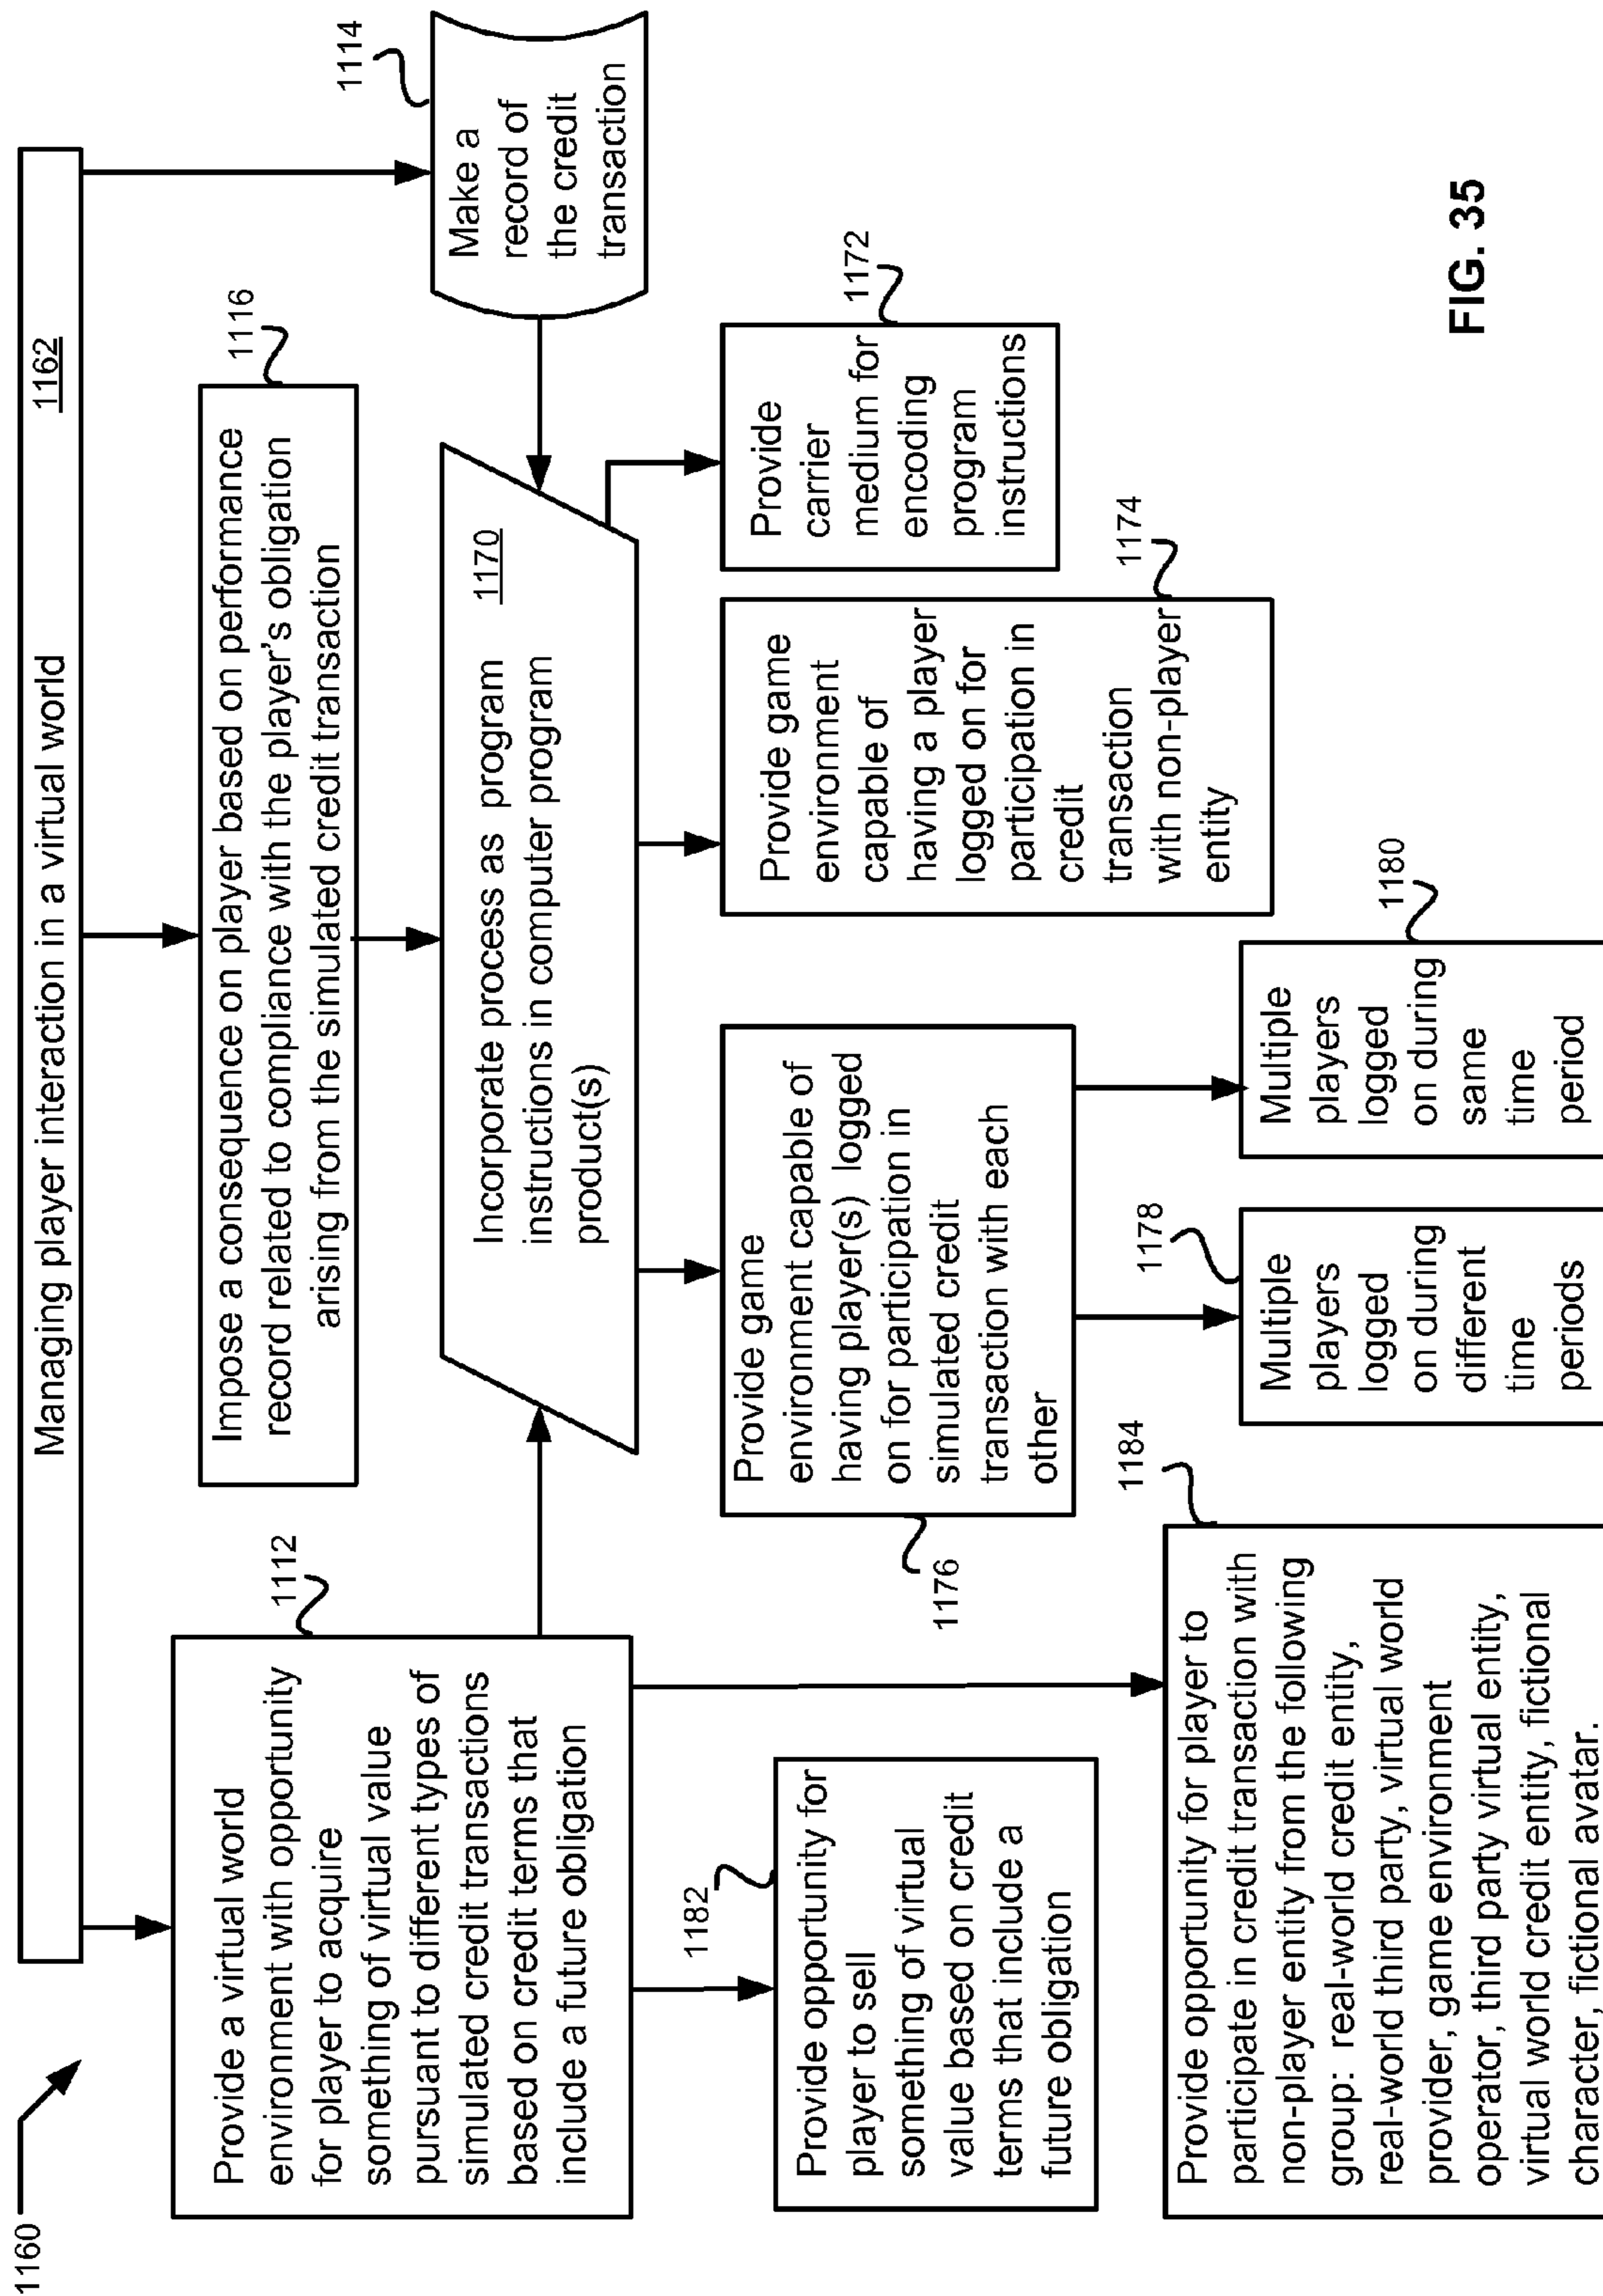 1160
Managing player interaction in a virtual world 1162
1112
Provide a virtual world
environment with opportunity
for player to acquire
something of virtual value
pursuant to different types of
simulated credit transactions
based on credit terms that
include a future obligation
1116
Impose a consequence on player based on performance
record related to compliance with the player's obligation
arising from the simulated credit transaction
1114
Make a
record of
the credit
transaction
Incorporate process as program 1170
instructions in computer program
product(s)
1182
Provide opportunity for
player to sell
something of virtual
value based on credit
terms that include a
future obligation
1176
Provide game
environment capable of
having player(s) logged
on for participation in
simulated credit
transaction with each
other
1174
Provide game
environment
capable of
having a player
logged on for
participation in
credit
transaction
with non-player
entity
1172
Provide
carrier
medium for
encoding
program
instructions
1184
Provide opportunity for player to
participate in credit transaction with
non-player entity from the following
group: real-world credit entity,
real-world third party, virtual world
provider, game environment
operator, third party virtual entity,
virtual world credit entity, fictional
character, fictional avatar.
1178
Multiple
players
logged
on during
different
time
periods
1180
Multiple
players
logged
on during
same
time
period
FIG. 35